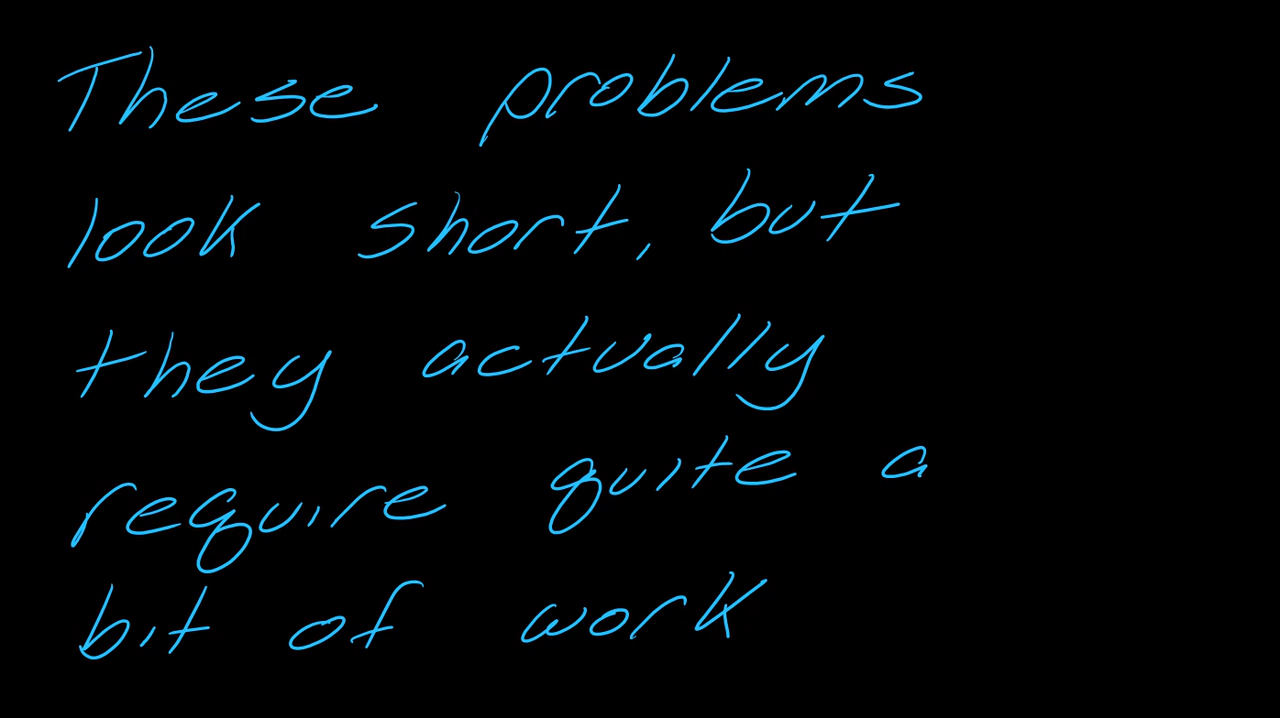 These problems
look short, but
they actually
require quite a
bit of work